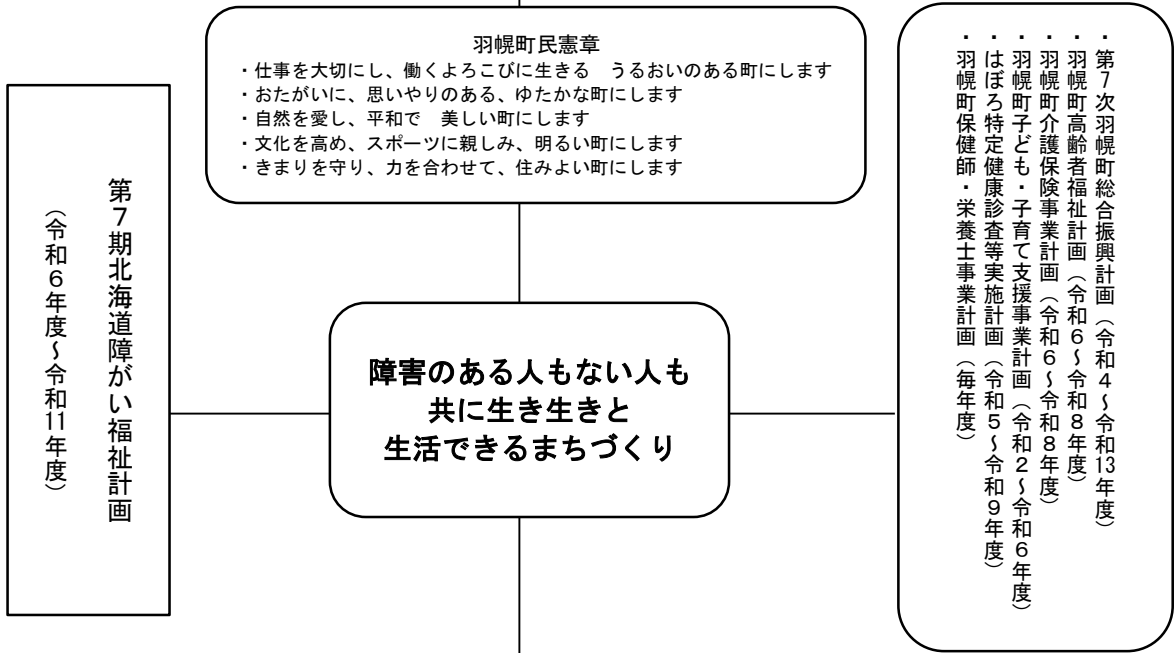 羽幌町民憲章
・仕事を大切にし、働くよろこびに生きる　うるおいのある町にします
・おたがいに、思いやりのある、ゆたかな町にします
・自然を愛し、平和で　美しい町にします
・文化を高め、スポーツに親しみ、明るい町にします
・きまりを守り、力を合わせて、住みよい町にします
第７期北海道障がい福祉計画
（令和６年度～令和11年度）
障害のある人もない人も
共に生き生きと
生活できるまちづくり
・第７次羽幌町総合振興計画（令和４～令和13年度）
・羽幌町高齢者福祉計画（令和６～令和８年度）
・羽幌町介護保険事業計画（令和６～令和８年度）
・羽幌町子ども・子育て支援事業計画（令和２～令和６年度）
・はぼろ特定健康診査等実施計画（令和５～令和９年度）
・羽幌町保健師・栄養士事業計画（毎年度）